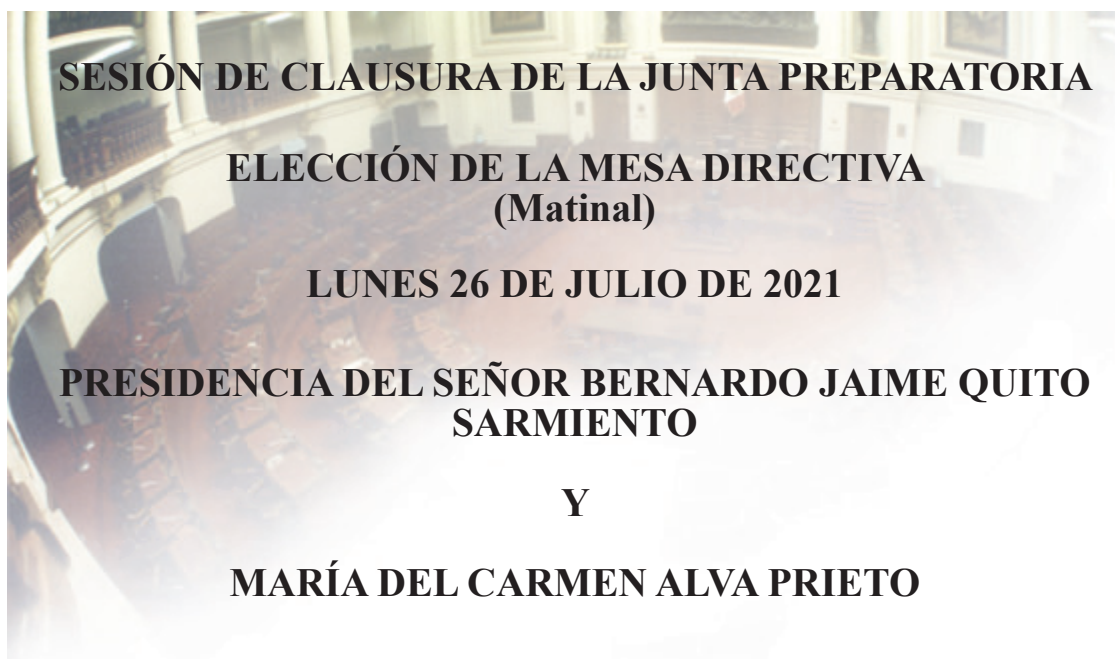 SESIÓN DE CLAUSURA DE LA JUNTA PREPARATORIA
ELECCIÓN DE LA MESA DIRECTIVA
(Matinal)
LUNES 26 DE JULIO DE 2021
PRESIDENCIA DEL SEÑOR BERNARDO JAIME QUITO
SARMIENTO
Y
MARÍA DEL CARMEN ALVA PRIETO